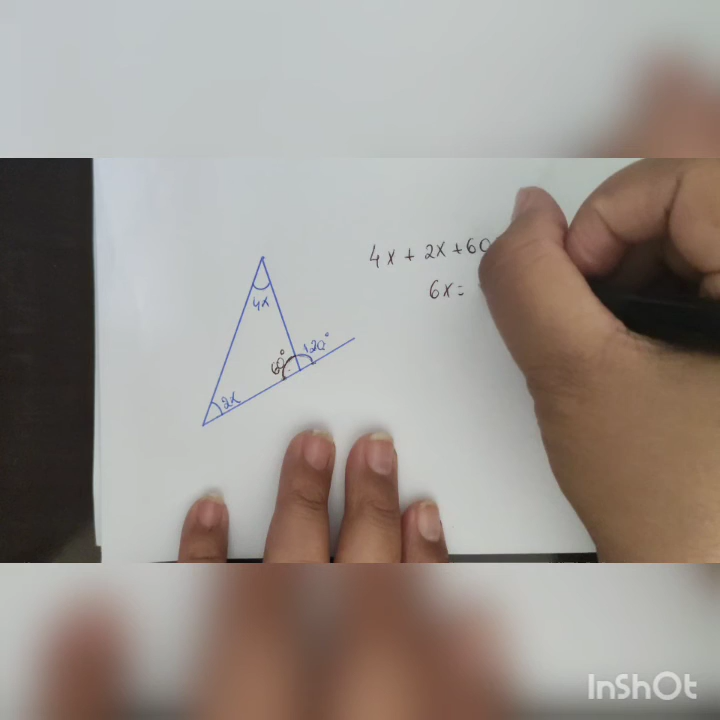 4x + 2x + 60
6x =
4x
60°
120°
2x
InShOt